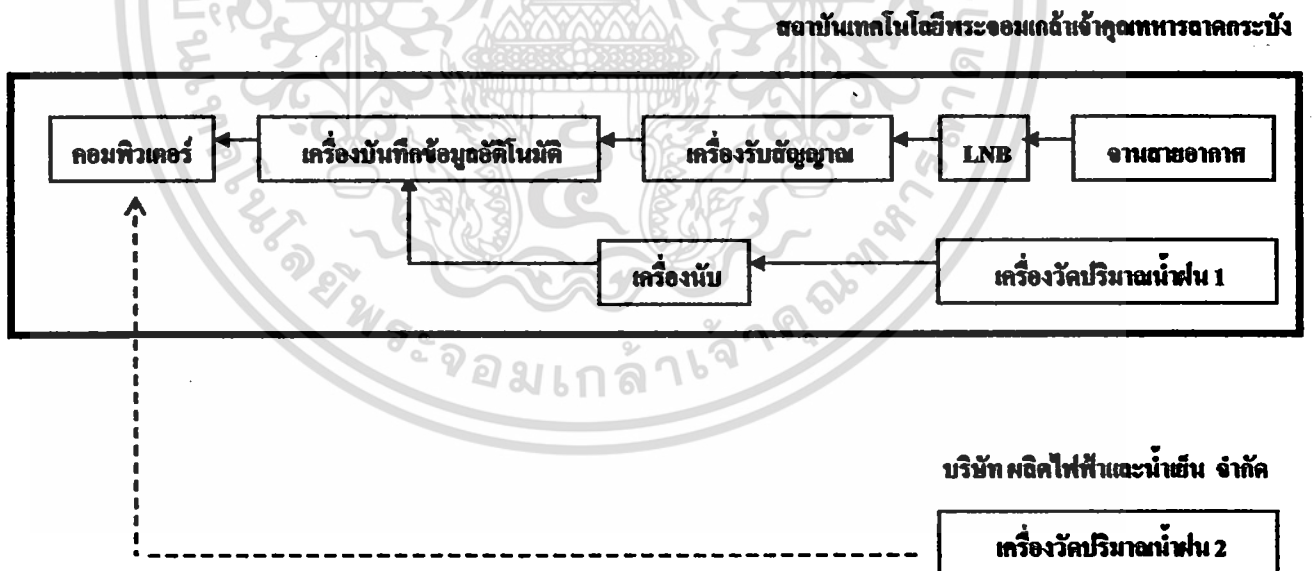 สถาบันเทคโนโลยีพระจอมเกล้าเจ้าคุณทหารลาดกระบัง
คอมพิวเตอร์
เครื่องบันทึกข้อมูลอัติโนมัติ
เครื่องรับสัญญาณ
LNB
จานสายอากาศ
เครื่องนับ
เครื่องวัดปริมาณน้ำฝน 1
บริษัท ผลิตไฟฟ้าและน้ำเย็น จำกัด
เครื่องวัดปริมาณน้ำฝน 2